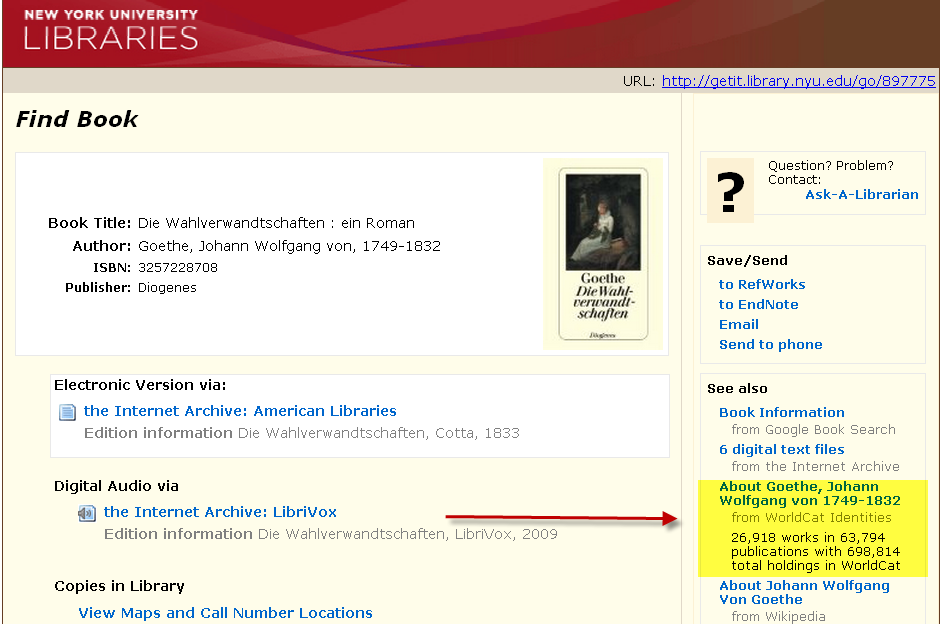 NEW YORK UNIVERSITY
LIBRARIES
URL: http://getit.library.nyu.edu/go/897775
Find Book
Book Title: Die Wahlverwandtschaften : ein Roman
Author: Goethe, Johann Wolfgang von, 1749-1832
ISBN: 3257228708
Publisher: Diogenes
Goethe
Die Wahl-
verwandt-
schaften
Diogenes
Electronic Version via:
the Internet Archive: American Libraries
Edition information Die Wahlverwandtschaften, Cotta, 1833
Digital Audio via
the Internet Archive: LibriVox
Edition information Die Wahlverwandtschaften, LibriVox, 2009
Copies in Library
View Maps and Call Number Locations
?
Question? Problem?
Contact:
Ask-A-Librarian
Save/Send
to RefWorks
to EndNote
Email
Send to phone
See also
Book Information
from Google Book Search
6 digital text files
from the Internet Archive
About Goethe, Johann
Wolfgang von 1749-1832
from WorldCat Identities
26,918 works in 63,794
publications with 698,814
total holdings in WorldCat
About Johann Wolfgang
Von Goethe
from Wikipedia